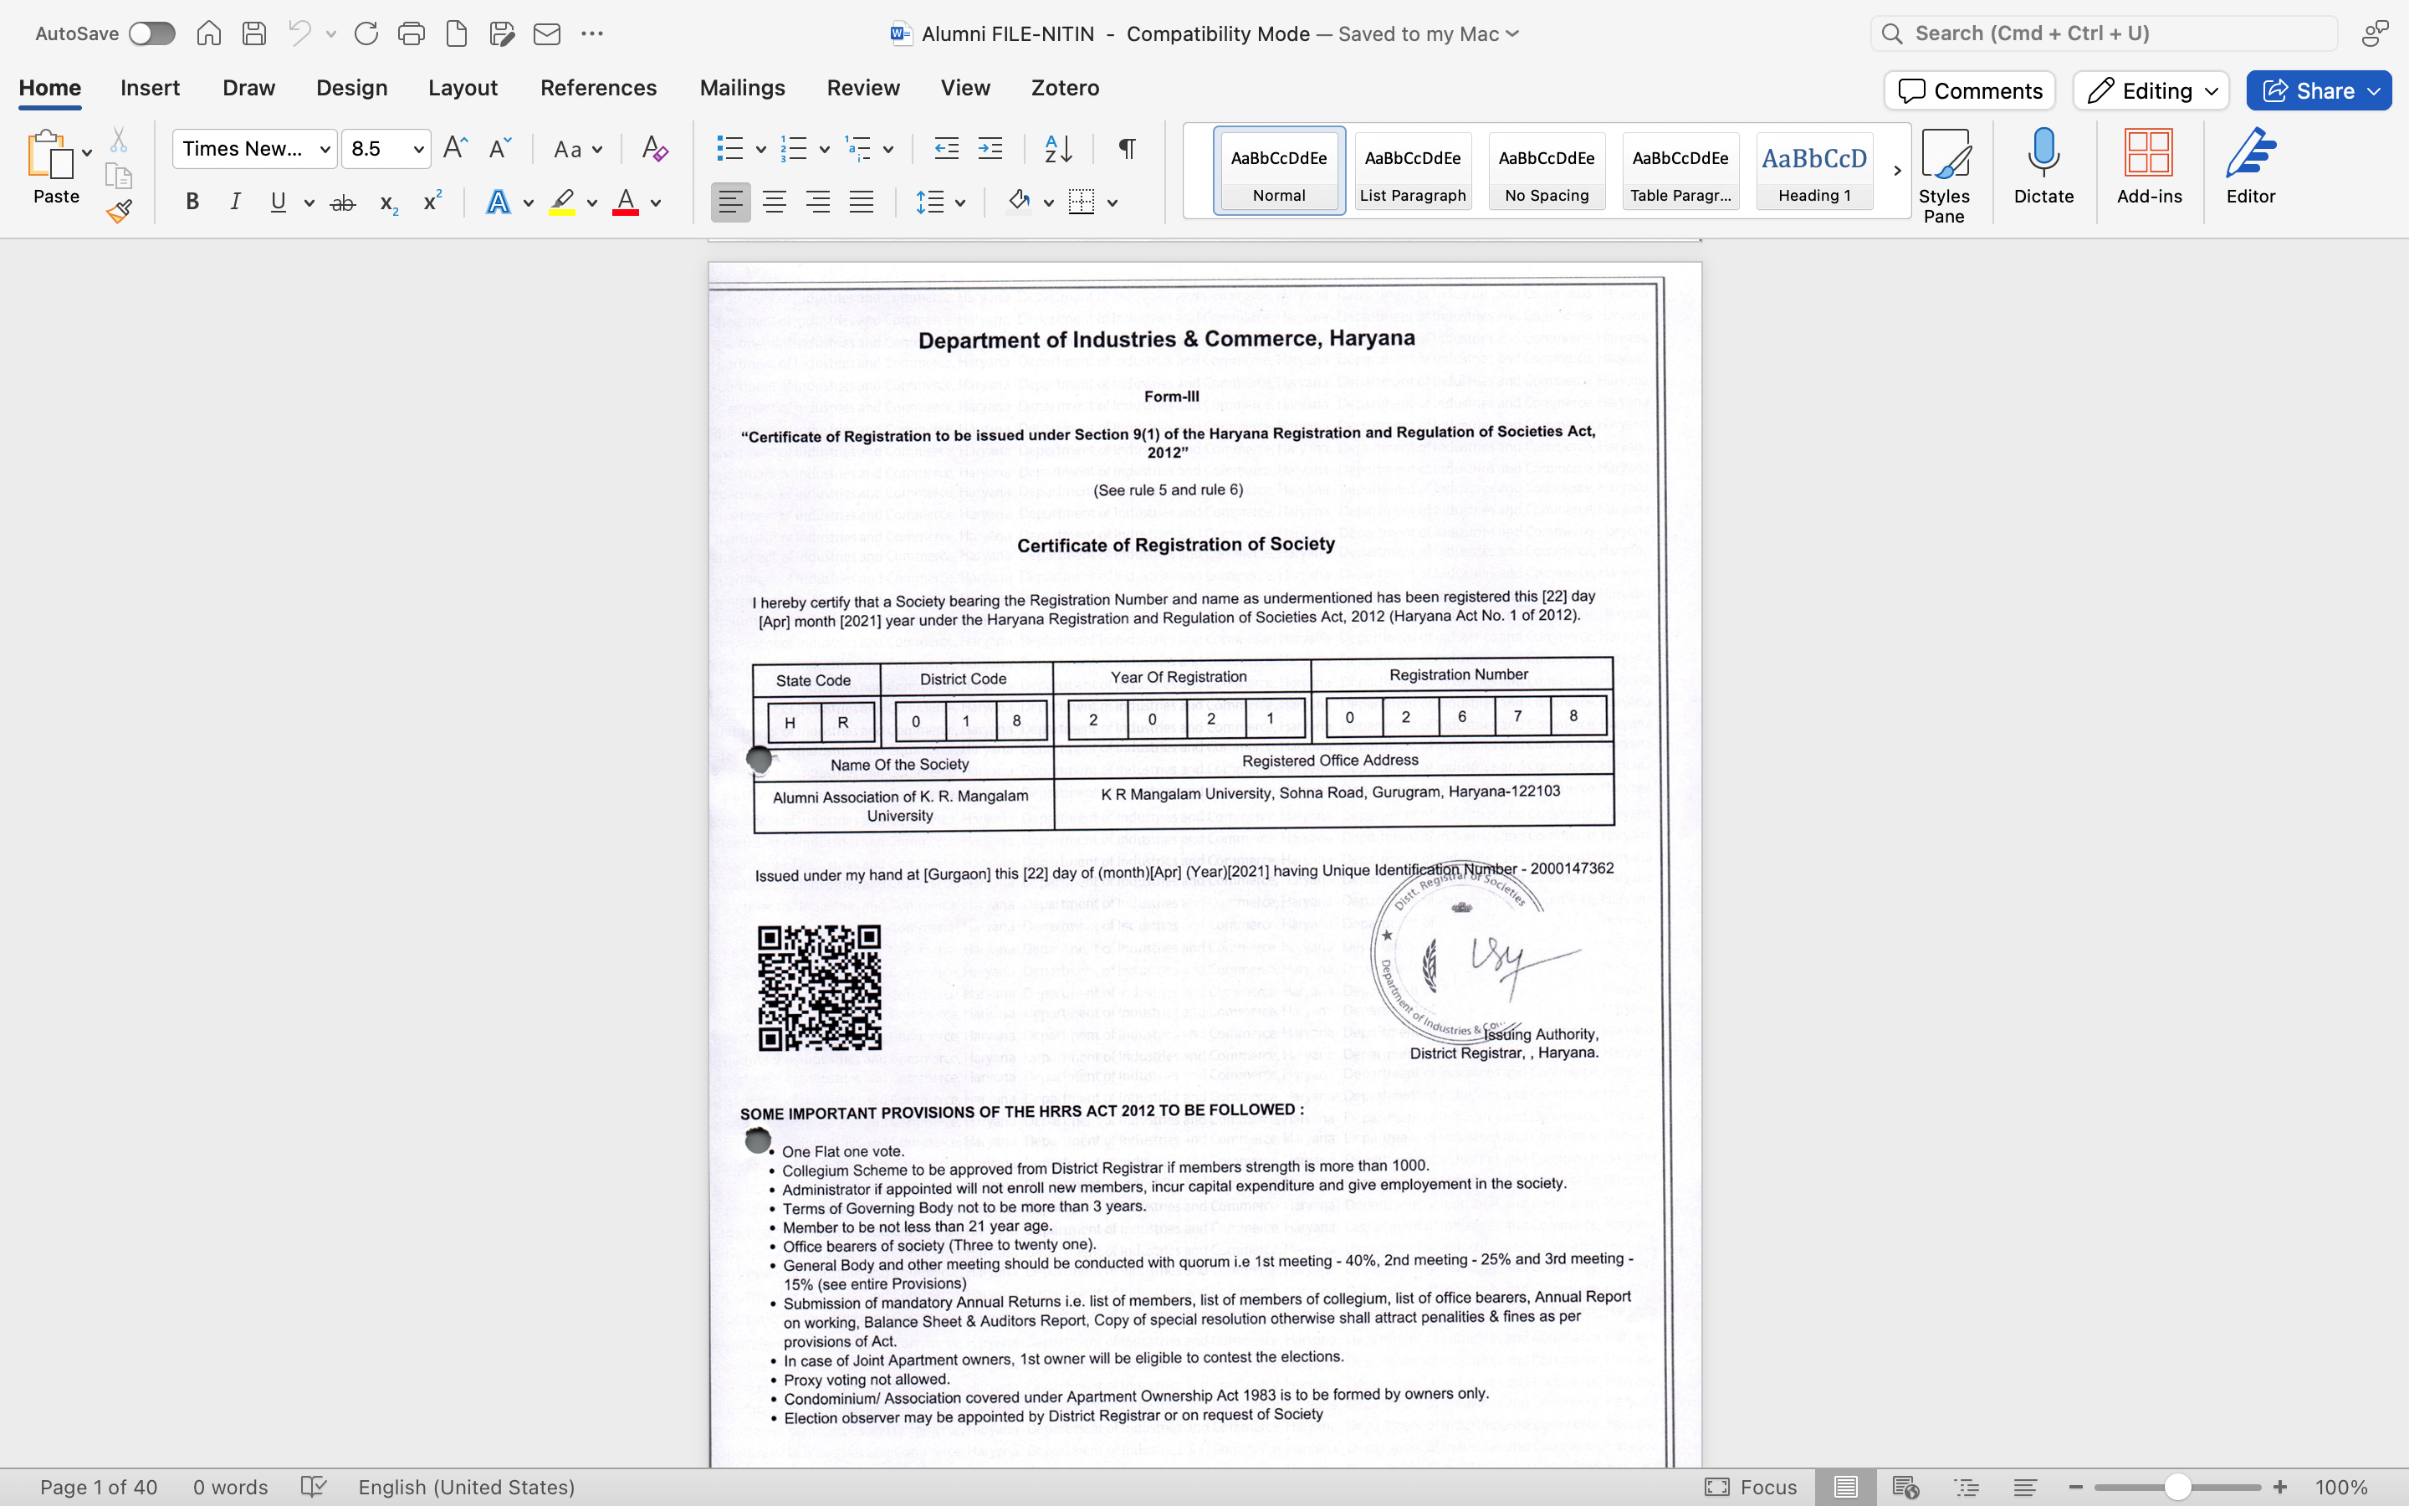 AutoSave
Alumni FILE-NITIN - Compatibility Mode — Saved to my Mac
Search (Cmd + Ctrl + U)
Home Insert Draw Design Layout References Mailings Review View Zotero
Comments Editing Share
Paste
Times New... 8.5
AaBbCcDdEe AaBbCcDdEe AaBbCcDdEe AaBbCcDdEe AaBbCcD
Normal List Paragraph No Spacing Table Paragr... Heading 1
Styles Pane
Dictate
Add-ins
Editor
Department of Industries & Commerce, Haryana
Form-III
“Certificate of Registration to be issued under Section 9(1) of the Haryana Registration and Regulation of Societies Act,
2012”
(See rule 5 and rule 6)
Certificate of Registration of Society
I hereby certify that a Society bearing the Registration Number and name as undermentioned has been registered this [22] day
[Apr] month [2021] year under the Haryana Registration and Regulation of Societies Act, 2012 (Haryana Act No. 1 of 2012).
State Code District Code Year Of Registration Registration Number
H R 0 1 8 2 0 2 1 0 2 6 7 8
Name Of the Society Registered Office Address
Alumni Association of K. R. Mangalam
University
K R Mangalam University, Sohna Road, Gurugram, Haryana-122103
Issued under my hand at [Gurgaon] this [22] day of (month)[Apr] (Year)[2021] having Unique Identification Number - 2000147362
Distt. Registrar of Societies
Department of Industries &
Issuing Authority,
District Registrar, , Haryana.
SOME IMPORTANT PROVISIONS OF THE HRRS ACT 2012 TO BE FOLLOWED :
• One Flat one vote.
• Collegium Scheme to be approved from District Registrar if members strength is more than 1000.
• Administrator if appointed will not enroll new members, incur capital expenditure and give employement in the society.
• Terms of Governing Body not to be more than 3 years.
• Member to be not less than 21 year age.
• Office bearers of society (Three to twenty one).
• General Body and other meeting should be conducted with quorum i.e 1st meeting - 40%, 2nd meeting - 25% and 3rd meeting -
15% (see entire Provisions)
• Submission of mandatory Annual Returns i.e. list of members, list of members of collegium, list of office bearers, Annual Report
on working, Balance Sheet & Auditors Report, Copy of special resolution otherwise shall attract penalities & fines as per
provisions of Act.
• In case of Joint Apartment owners, 1st owner will be eligible to contest the elections.
• Proxy voting not allowed.
• Condominium/ Association covered under Apartment Ownership Act 1983 is to be formed by owners only.
• Election observer may be appointed by District Registrar or on request of Society
Page 1 of 40 0 words English (United States) Focus 100%